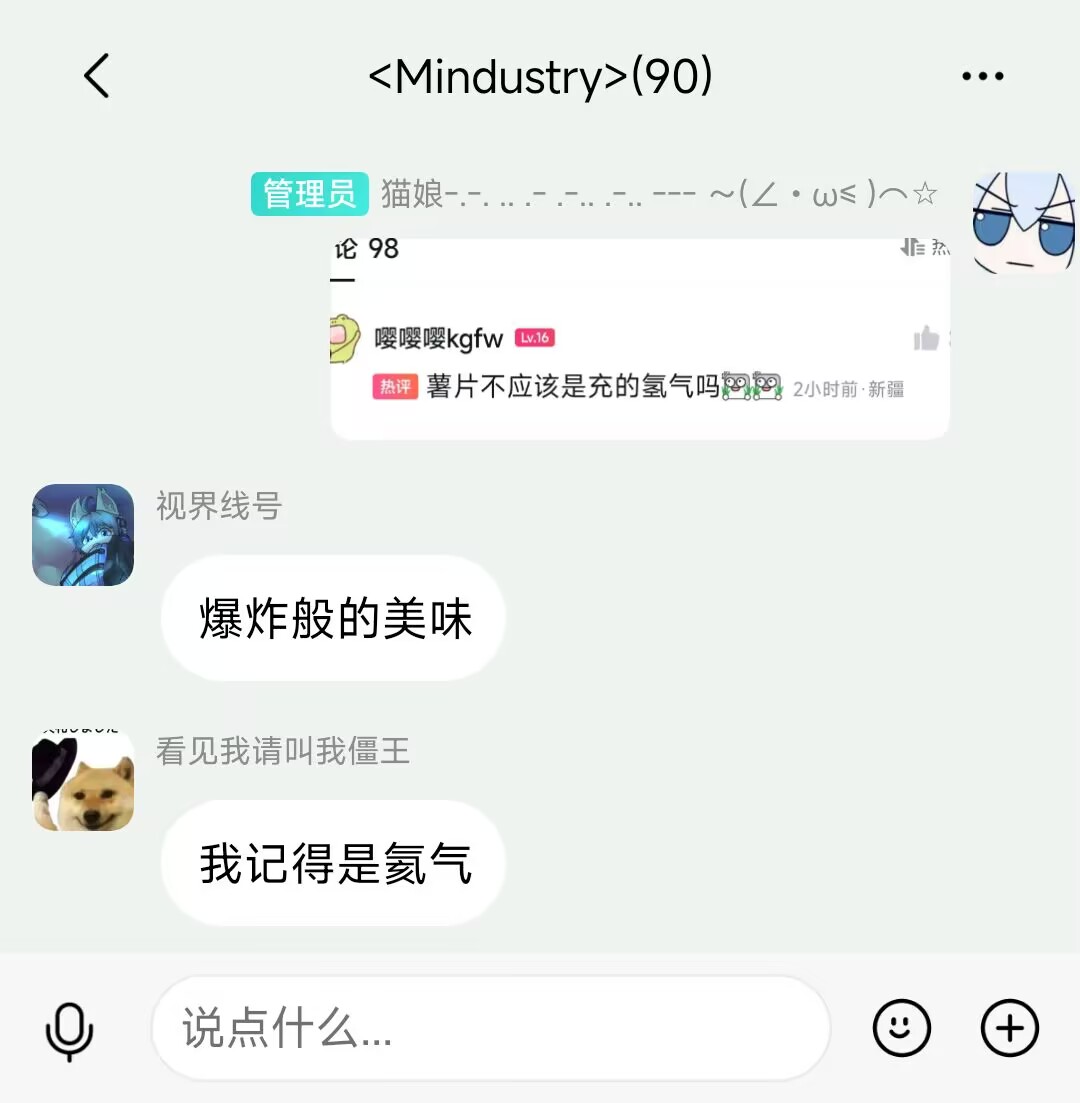 <Mindustry>(90)
管理员 猫娘-.-. .. .- .-.. .-.. --- ～(∠・ω≤ )⌒☆
论 98
热
嘤嘤嘤kgfw Lv.16
热评 薯片不应该是充的氢气吗 2小时前·新疆
视界线号
爆炸般的美味
看见我请叫我僵王
我记得是氦气
说点什么...